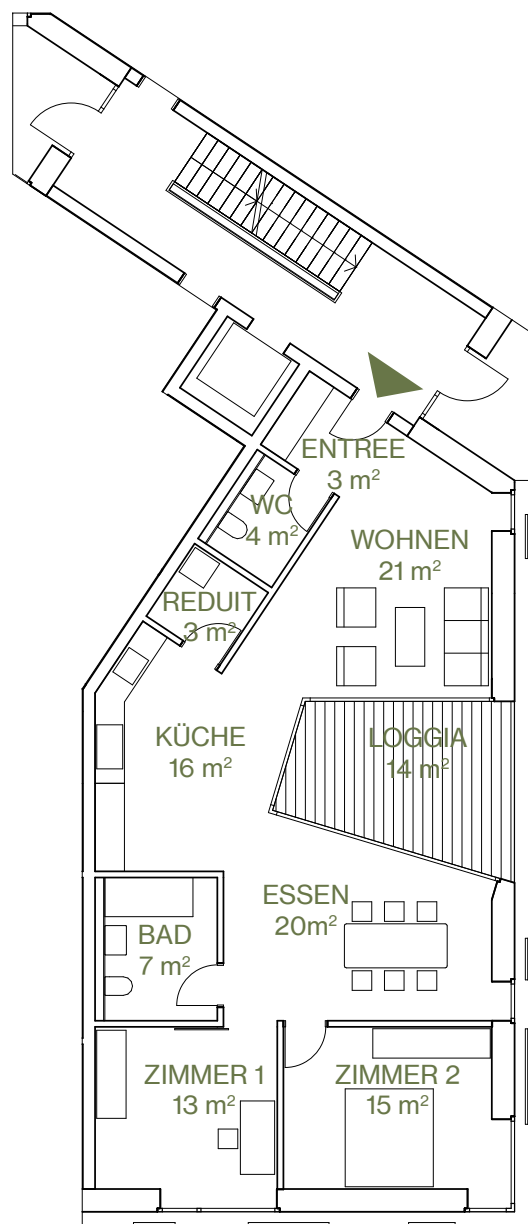 ENTREE
3 m²
WC
4 m²
WOHNEN
21 m²
REDUIT
3 m²
KÜCHE
16 m²
LOGGIA
14 m²
ESSEN
20m²
BAD
7 m²
ZIMMER 1
13 m²
ZIMMER 2
15 m²